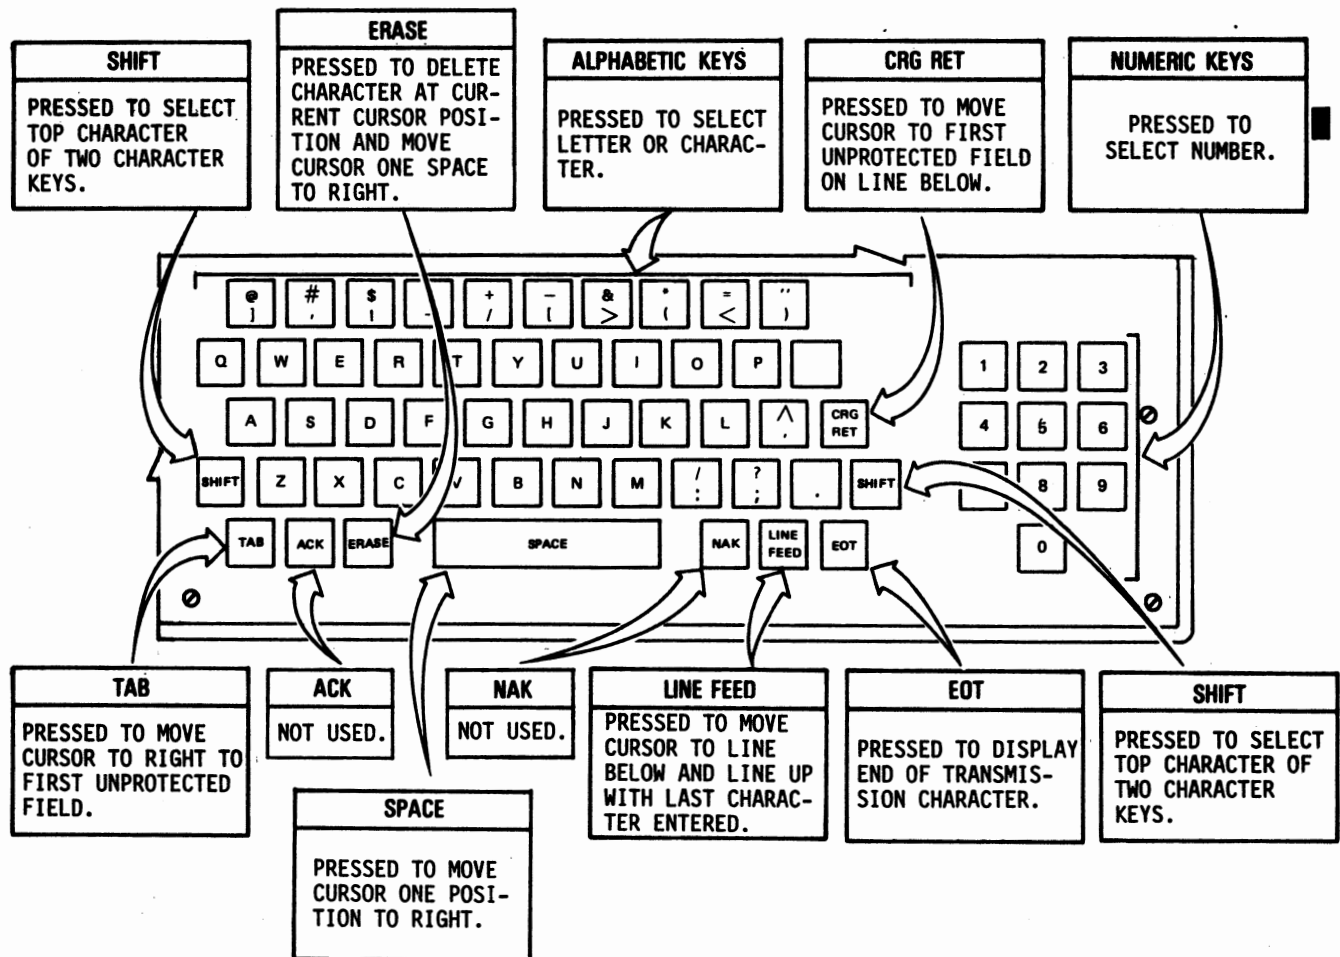 SHIFT
PRESSED TO SELECT
TOP CHARACTER
OF TWO CHARACTER
KEYS.
ERASE
PRESSED TO DELETE
CHARACTER AT CUR-
RENT CURSOR POSI-
TION AND MOVE
CURSOR ONE SPACE
TO RIGHT.
ALPHABETIC KEYS
PRESSED TO SELECT
LETTER OR CHARAC-
TER.
CRG RET
PRESSED TO MOVE
CURSOR TO FIRST
UNPROTECTED FIELD
ON LINE BELOW.
NUMERIC KEYS
PRESSED TO
SELECT NUMBER.
@ # $ + — & * = "
] , ! - / [ > ( < )
Q W E R T Y U I O P
1 2 3
A S D F G H J K L ^ , CRG RET
4 5 6
SHIFT Z X C V B N M / : ? ; . SHIFT
8 9
TAB ACK ERASE SPACE NAK LINE FEED EOT
0
TAB
PRESSED TO MOVE
CURSOR TO RIGHT TO
FIRST UNPROTECTED
FIELD.
ACK
NOT USED.
SPACE
PRESSED TO MOVE
CURSOR ONE POSI-
TION TO RIGHT.
NAK
NOT USED.
LINE FEED
PRESSED TO MOVE
CURSOR TO LINE
BELOW AND LINE UP
WITH LAST CHARAC-
TER ENTERED.
EOT
PRESSED TO DISPLAY
END OF TRANSMIS-
SION CHARACTER.
SHIFT
PRESSED TO SELECT
TOP CHARACTER OF
TWO CHARACTER
KEYS.